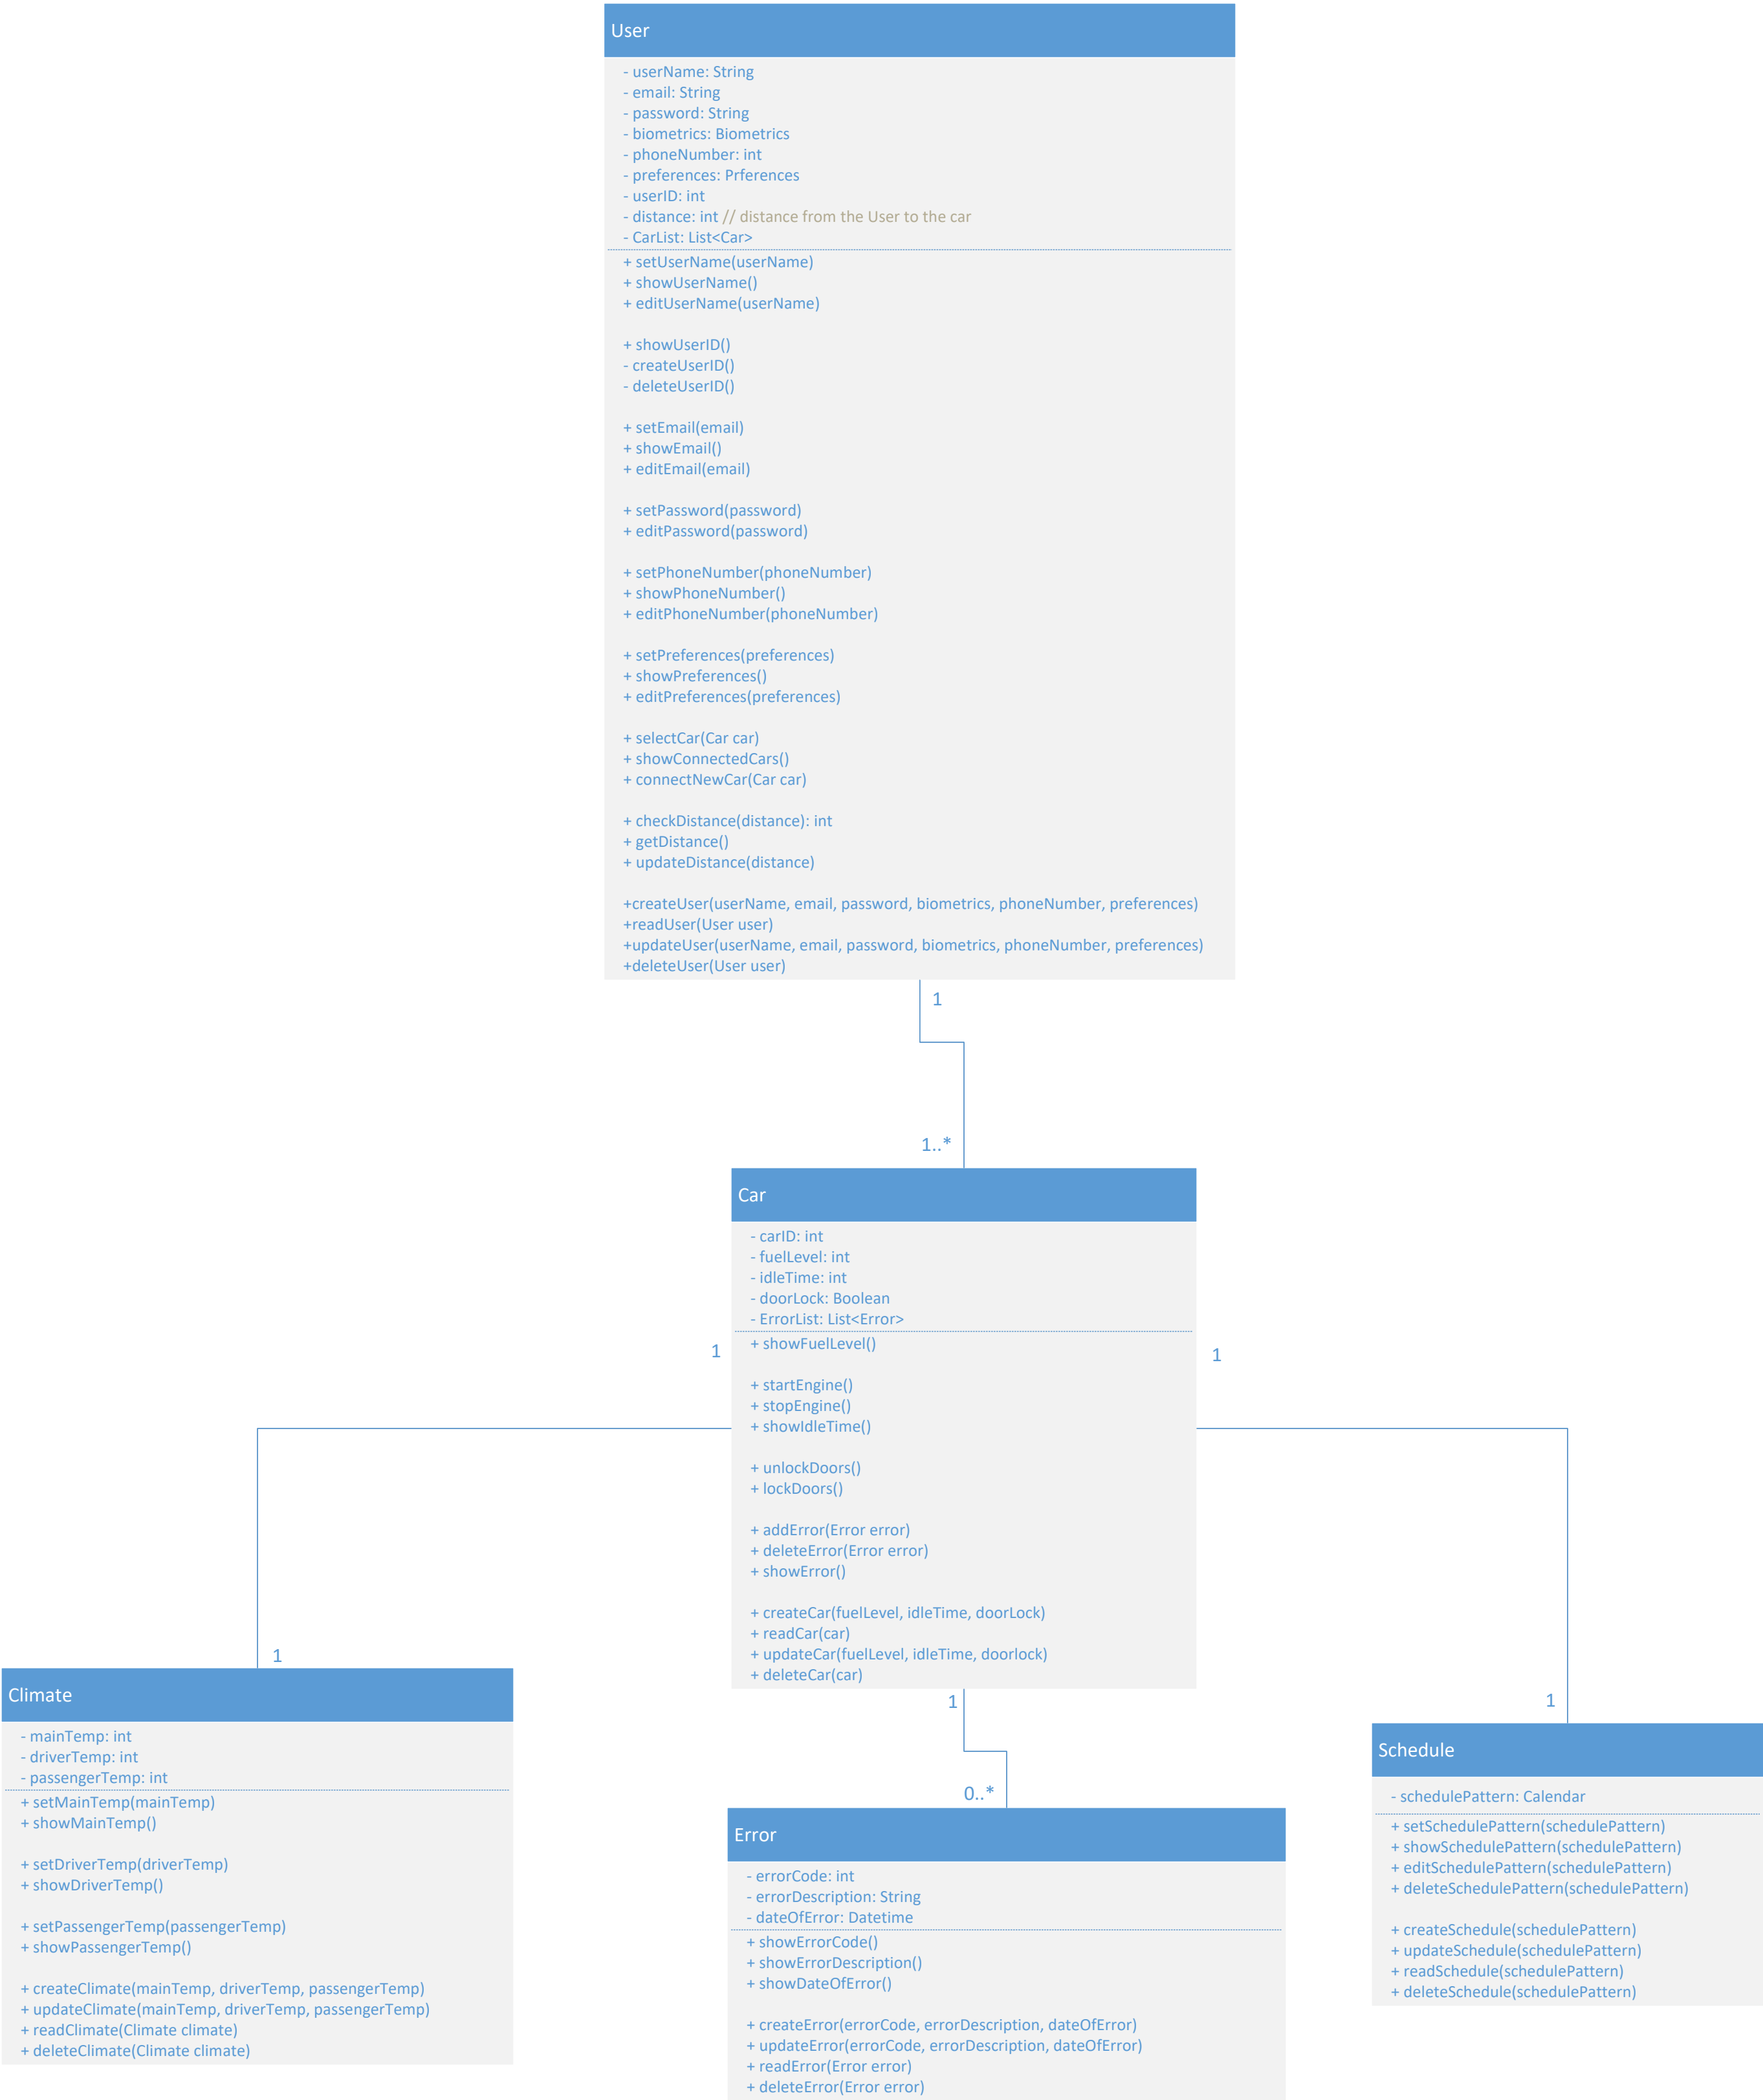 User
- userName: String
- email: String
- password: String
- biometrics: Biometrics
- phoneNumber: int
- preferences: Prferences
- userID: int
- distance: int // distance from the User to the car
- CarList: List<Car>
+ setUserName(userName)
+ showUserName()
+ editUserName(userName)
+ showUserID()
- createUserID()
- deleteUserID()
+ setEmail(email)
+ showEmail()
+ editEmail(email)
+ setPassword(password)
+ editPassword(password)
+ setPhoneNumber(phoneNumber)
+ showPhoneNumber()
+ editPhoneNumber(phoneNumber)
+ setPreferences(preferences)
+ showPreferences()
+ editPreferences(preferences)
+ selectCar(Car car)
+ showConnectedCars()
+ connectNewCar(Car car)
+ checkDistance(distance): int
+ getDistance()
+ updateDistance(distance)
+createUser(userName, email, password, biometrics, phoneNumber, preferences)
+readUser(User user)
+updateUser(userName, email, password, biometrics, phoneNumber, preferences)
+deleteUser(User user)
1
1..*
Car
- carID: int
- fuelLevel: int
- idleTime: int
- doorLock: Boolean
- ErrorList: List<Error>
+ showFuelLevel()
+ startEngine()
+ stopEngine()
+ showIdleTime()
+ unlockDoors()
+ lockDoors()
+ addError(Error error)
+ deleteError(Error error)
+ showError()
+ createCar(fuelLevel, idleTime, doorLock)
+ readCar(car)
+ updateCar(fuelLevel, idleTime, doorlock)
+ deleteCar(car)
1
1
1
1
1
0..*
Climate
- mainTemp: int
- driverTemp: int
- passengerTemp: int
+ setMainTemp(mainTemp)
+ showMainTemp()
+ setDriverTemp(driverTemp)
+ showDriverTemp()
+ setPassengerTemp(passengerTemp)
+ showPassengerTemp()
+ createClimate(mainTemp, driverTemp, passengerTemp)
+ updateClimate(mainTemp, driverTemp, passengerTemp)
+ readClimate(Climate climate)
+ deleteClimate(Climate climate)
Error
- errorCode: int
- errorDescription: String
- dateOfError: Datetime
+ showErrorCode()
+ showErrorDescription()
+ showDateOfError()
+ createError(errorCode, errorDescription, dateOfError)
+ updateError(errorCode, errorDescription, dateOfError)
+ readError(Error error)
+ deleteError(Error error)
Schedule
- schedulePattern: Calendar
+ setSchedulePattern(schedulePattern)
+ showSchedulePattern(schedulePattern)
+ editSchedulePattern(schedulePattern)
+ deleteSchedulePattern(schedulePattern)
+ createSchedule(schedulePattern)
+ updateSchedule(schedulePattern)
+ readSchedule(schedulePattern)
+ deleteSchedule(schedulePattern)